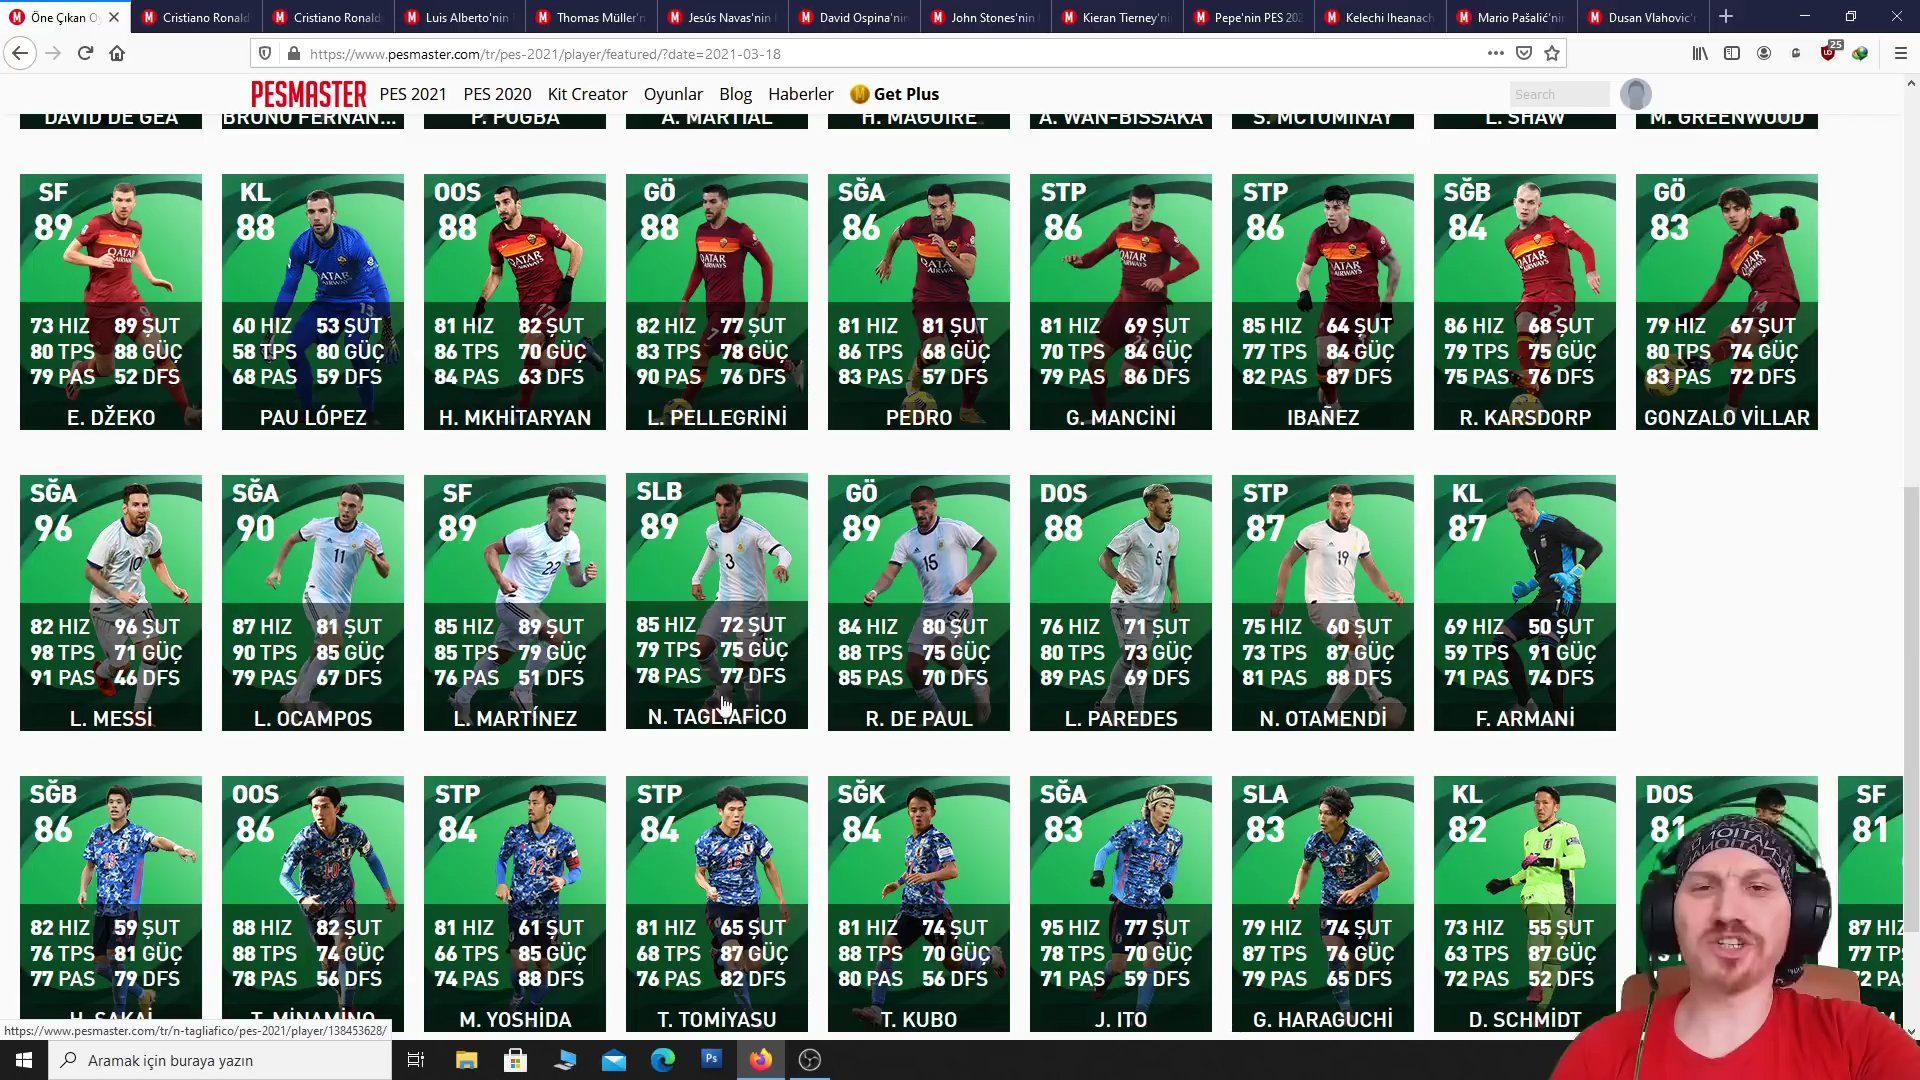 Öne Çıkan Oy
Cristiano Ronald
Cristiano Ronald
Luis Alberto'nin
Thomas Müller'n
Jesús Navas'nin
David Ospina'nin
John Stones'nin
Kieran Tierney'ni
Pepe'nin PES 202
Kelechi Iheanach
Mario Pašalić'nin
Dusan Vlahovic'n
https://www.pesmaster.com/tr/pes-2021/player/featured/?date=2021-03-18
25
PESMASTER PES 2021 PES 2020 Kit Creator Oyunlar Blog Haberler Get Plus Search
DAVID DE GEA BRUNO FERNAN... P. POGBA A. MARTIAL H. MAGUIRE A. WAN-BISSAKA S. MCTOMINAY L. SHAW M. GREENWOOD
SF KL OOS GÖ SĞA STP STP SĞB GÖ
89 88 88 88 86 86 86 84 83
73 HIZ 89 ŞUT 60 HIZ 53 ŞUT 81 HIZ 82 ŞUT 82 HIZ 77 ŞUT 81 HIZ 81 ŞUT 81 HIZ 69 ŞUT 85 HIZ 64 ŞUT 86 HIZ 68 ŞUT 79 HIZ 67 ŞUT
80 TPS 88 GÜÇ 58 TPS 80 GÜÇ 86 TPS 70 GÜÇ 83 TPS 78 GÜÇ 86 TPS 68 GÜÇ 70 TPS 84 GÜÇ 77 TPS 84 GÜÇ 79 TPS 75 GÜÇ 80 TPS 74 GÜÇ
79 PAS 52 DFS 68 PAS 59 DFS 84 PAS 63 DFS 90 PAS 76 DFS 83 PAS 57 DFS 79 PAS 86 DFS 82 PAS 87 DFS 75 PAS 76 DFS 83 PAS 72 DFS
E. DŽEKO PAU LÓPEZ H. MKHİTARYAN L. PELLEGRİNİ PEDRO G. MANCİNİ IBAÑEZ R. KARSDORP GONZALO VİLLAR
SĞA SĞA SF SLB GÖ DOS STP KL
96 90 89 89 89 88 87 87
82 HIZ 96 ŞUT 87 HIZ 81 ŞUT 85 HIZ 89 ŞUT 85 HIZ 72 ŞUT 84 HIZ 80 ŞUT 76 HIZ 71 ŞUT 75 HIZ 60 ŞUT 69 HIZ 50 ŞUT
98 TPS 71 GÜÇ 90 TPS 85 GÜÇ 85 TPS 79 GÜÇ 79 TPS 75 GÜÇ 88 TPS 75 GÜÇ 80 TPS 73 GÜÇ 73 TPS 87 GÜÇ 59 TPS 91 GÜÇ
91 PAS 46 DFS 79 PAS 67 DFS 76 PAS 51 DFS 78 PAS 77 DFS 85 PAS 70 DFS 89 PAS 69 DFS 81 PAS 88 DFS 71 PAS 74 DFS
L. MESSİ L. OCAMPOS L. MARTÍNEZ N. TAGLİAFİCO R. DE PAUL L. PAREDES N. OTAMENDİ F. ARMANİ
SĞB OOS STP STP SĞK SĞA SLA KL DOS SF
86 86 84 84 84 83 83 82 81 81
82 HIZ 59 ŞUT 88 HIZ 82 ŞUT 81 HIZ 61 ŞUT 81 HIZ 65 ŞUT 81 HIZ 74 ŞUT 95 HIZ 77 ŞUT 79 HIZ 74 ŞUT 73 HIZ 55 ŞUT 87 HIZ
76 TPS 81 GÜÇ 88 TPS 74 GÜÇ 66 TPS 85 GÜÇ 68 TPS 87 GÜÇ 88 TPS 70 GÜÇ 78 TPS 70 GÜÇ 87 TPS 76 GÜÇ 63 TPS 87 GÜÇ 77 TPS
77 PAS 79 DFS 78 PAS 56 DFS 74 PAS 88 DFS 76 PAS 82 DFS 80 PAS 56 DFS 71 PAS 59 DFS 79 PAS 65 DFS 72 PAS 52 DFS
H. SAKAİ T. MİNAMİNO M. YOSHİDA T. TOMİYASU T. KUBO J. ITO G. HARAGUCHİ D. SCHMİDT
https://www.pesmaster.com/tr/n-tagliafico/pes-2021/player/138453628/
Aramak için buraya yazın
Ps